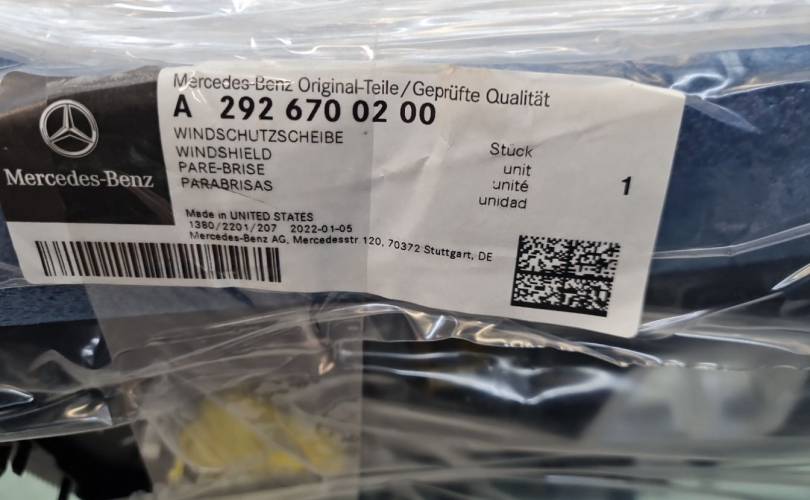 Mercedes-Benz Original-Teile/Geprüfte Qualität
A 292 670 02 00
WINDSCHUTZSCHEIBE
WINDSHIELD
PARE-BRISE
PARABRISAS
Stück
unit
unité
unidad
1
Mercedes-Benz
Made in UNITED STATES
1380/2201/207 2022-01-05
Mercedes-Benz AG, Mercedesstr.120, 70372 Stuttgart, DE